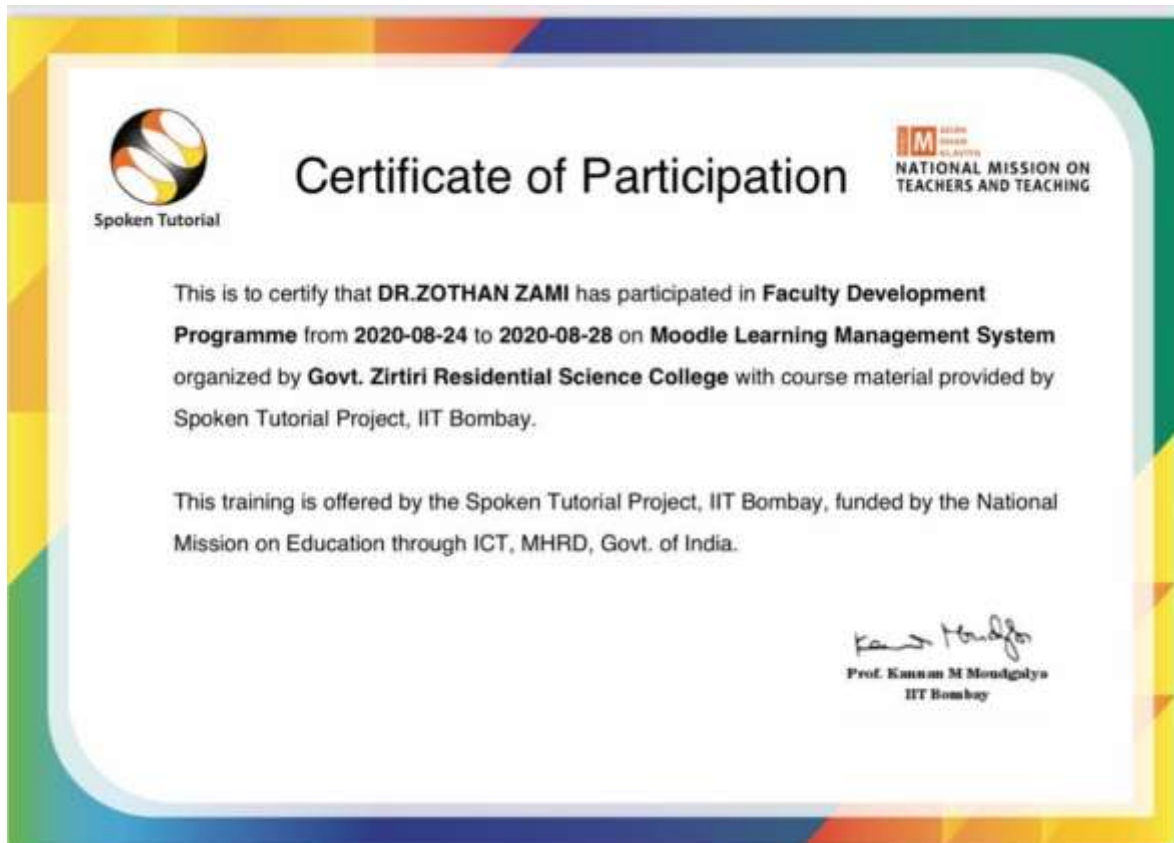 Spoken Tutorial
Certificate of Participation
NATIONAL MISSION ON
TEACHERS AND TEACHING
This is to certify that DR.ZOTHAN ZAMI has participated in Faculty Development
Programme from 2020-08-24 to 2020-08-28 on Moodle Learning Management System
organized by Govt. Zirtiri Residential Science College with course material provided by
Spoken Tutorial Project, IIT Bombay.
This training is offered by the Spoken Tutorial Project, IIT Bombay, funded by the National
Mission on Education through ICT, MHRD, Govt. of India.
Prof. Kannan M Moudgalya
IIT Bombay